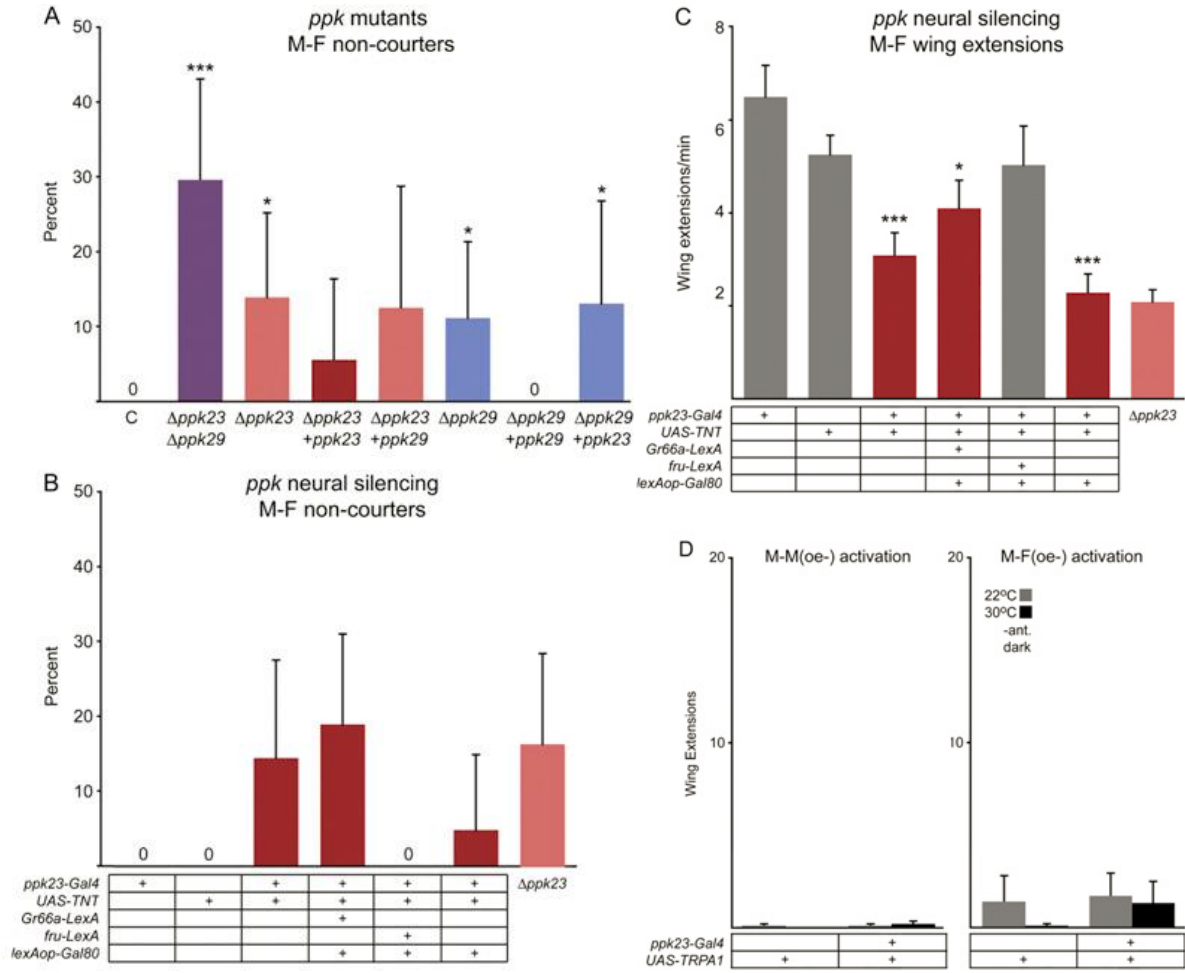 A
ppk mutants
M-F non-courters
50
40
30
20
10
Percent
0
***
*
*
0
*
C
Δppk23
Δppk29
Δppk23
Δppk23
+ppk23
Δppk23
+ppk29
Δppk29
Δppk29
+ppk29
Δppk29
+ppk23
B
ppk neural silencing
M-F non-courters
50
40
30
20
10
Percent
0
0
0
ppk23-Gal4 + + + + +
UAS-TNT + + + + +
Gr66a-LexA +
fru-LexA +
lexAop-Gal80 + + +
Δppk23
C
ppk neural silencing
M-F wing extensions
8
6
4
2
Wing extensions/min
***
*
***
ppk23-Gal4 + + + + +
UAS-TNT + + + + +
Gr66a-LexA +
fru-LexA +
lexAop-Gal80 + + +
Δppk23
D
M-M(oe-) activation
20
10
Wing Extensions
M-F(oe-) activation
20
10
22ºC
30ºC
-ant.
dark
ppk23-Gal4 + +
UAS-TRPA1 + + + +